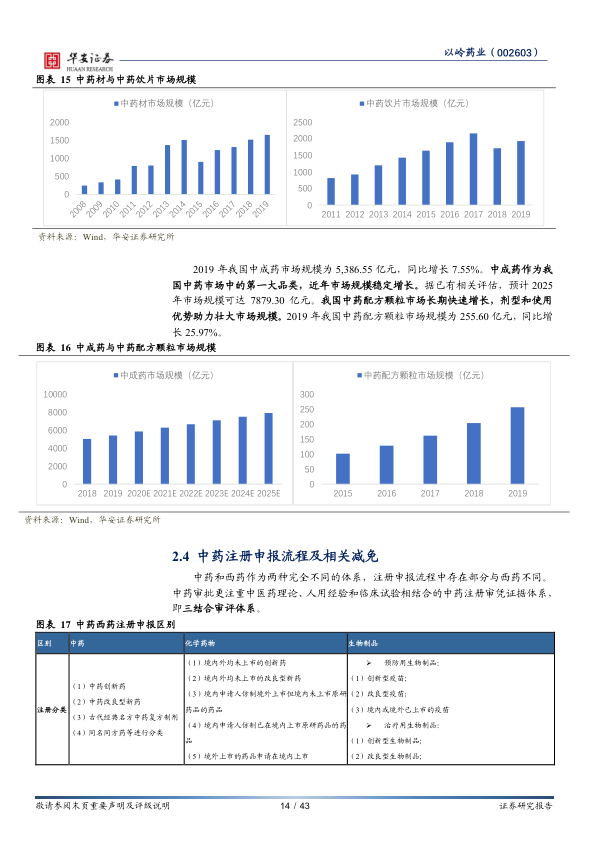 华安证券
HUAAN RESEARCH
以岭药业（002603）
图表 15 中药材与中药饮片市场规模
中药材市场规模（亿元）
2000
1500
1000
500
0
2008
2009
2010
2011
2012
2013
2014
2015
2016
2017
2018
2019
中药饮片市场规模（亿元）
2500
2000
1500
1000
500
0
2011 2012 2013 2014 2015 2016 2017 2018 2019
资料来源：Wind，华安证券研究所
2019 年我国中成药市场规模为 5,386.55 亿元，同比增长 7.55%。中成药作为我
国中药市场中的第一大品类，近年市场规模稳定增长。据已有相关评估，预计 2025
年市场规模可达 7879.30 亿元。我国中药配方颗粒市场长期快速增长，剂型和使用
优势助力壮大市场规模。2019 年我国中药配方颗粒市场规模为 255.60 亿元，同比增
长 25.97%。
图表 16 中成药与中药配方颗粒市场规模
中成药市场规模（亿元）
10000
8000
6000
4000
2000
0
2018 2019 2020E 2021E 2022E 2023E 2024E 2025E
中药配方颗粒市场规模（亿元）
300
250
200
150
100
50
0
2015 2016 2017 2018 2019
资料来源：Wind，华安证券研究所
2.4 中药注册申报流程及相关减免
中药和西药作为两种完全不同的体系，注册申报流程中存在部分与西药不同。
中药审批更注重中医药理论、人用经验和临床试验相结合的中药注册审凭证据体系，
即三结合审评体系。
图表 17 中药西药注册申报区别
区别 中药 化学药物 生物制品
注册分类
（1）中药创新药
（2）中药改良型新药
（3）古代经典名方中药复方制剂
（4）同名同方药等进行分类
（1）境内外均未上市的创新药
（2）境内外均未上市的改良型新药
（3）境内申请人仿制境外上市但境内未上市原研
药品的药品
（4）境内申请人仿制已在境内上市原研药品的药
品
（5）境外上市的药品申请在境内上市
➢ 预防用生物制品：
（1）创新型疫苗；
（2）改良型疫苗；
（3）境内或境外已上市的疫苗
➢ 治疗用生物制品：
（1）创新型生物制品；
（2）改良型生物制品；
敬请参阅末页重要声明及评级说明 14 / 43 证券研究报告